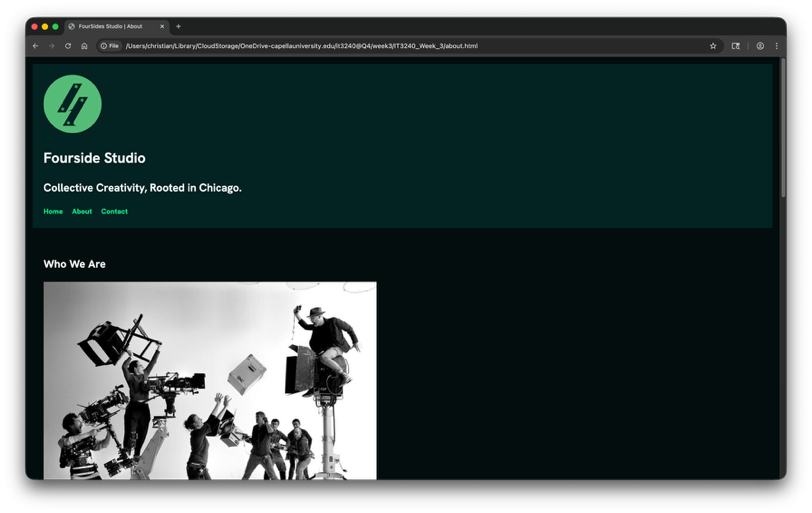 FourSides Studio | About
File
/Users/christian/Library/CloudStorage/OneDrive-capellauniversity.edu/it3240@Q4/week3/IT3240_Week_3/about.html
Fourside Studio
Collective Creativity, Rooted in Chicago.
Home About Contact
Who We Are